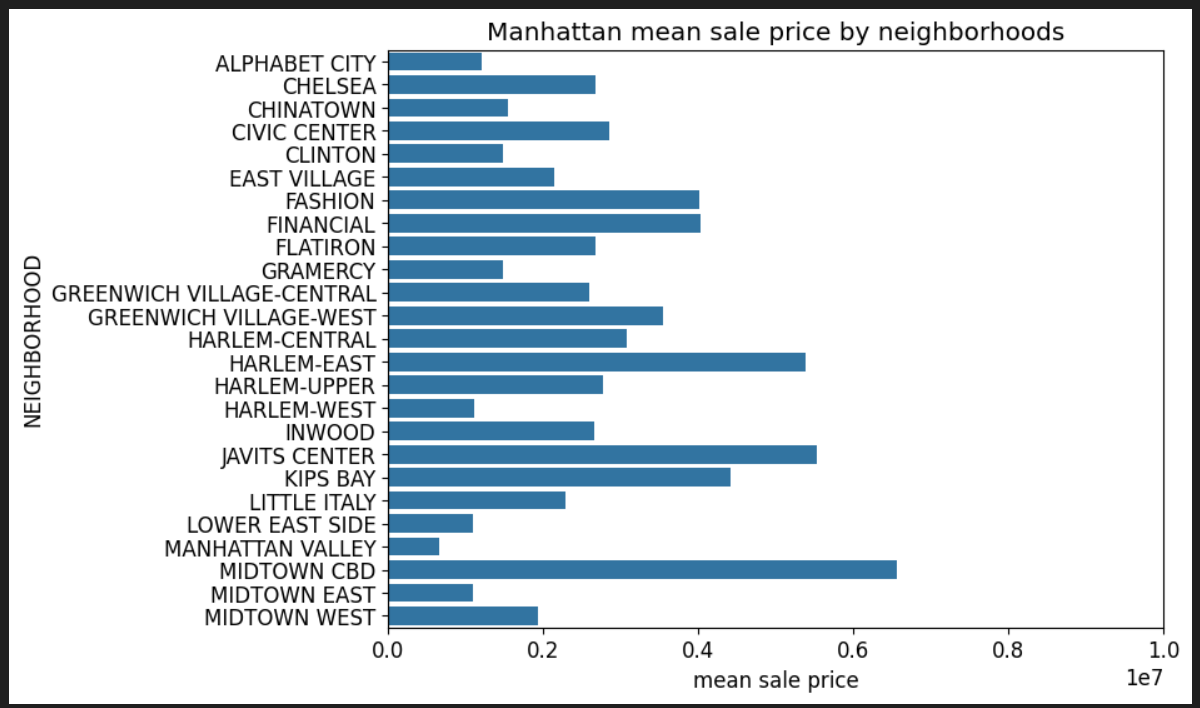 Manhattan mean sale price by neighborhoods
NEIGHBORHOOD
ALPHABET CITY
CHELSEA
CHINATOWN
CIVIC CENTER
CLINTON
EAST VILLAGE
FASHION
FINANCIAL
FLATIRON
GRAMERCY
GREENWICH VILLAGE-CENTRAL
GREENWICH VILLAGE-WEST
HARLEM-CENTRAL
HARLEM-EAST
HARLEM-UPPER
HARLEM-WEST
INWOOD
JAVITS CENTER
KIPS BAY
LITTLE ITALY
LOWER EAST SIDE
MANHATTAN VALLEY
MIDTOWN CBD
MIDTOWN EAST
MIDTOWN WEST
0.0 0.2 0.4 0.6 0.8 1.0
1e7
mean sale price